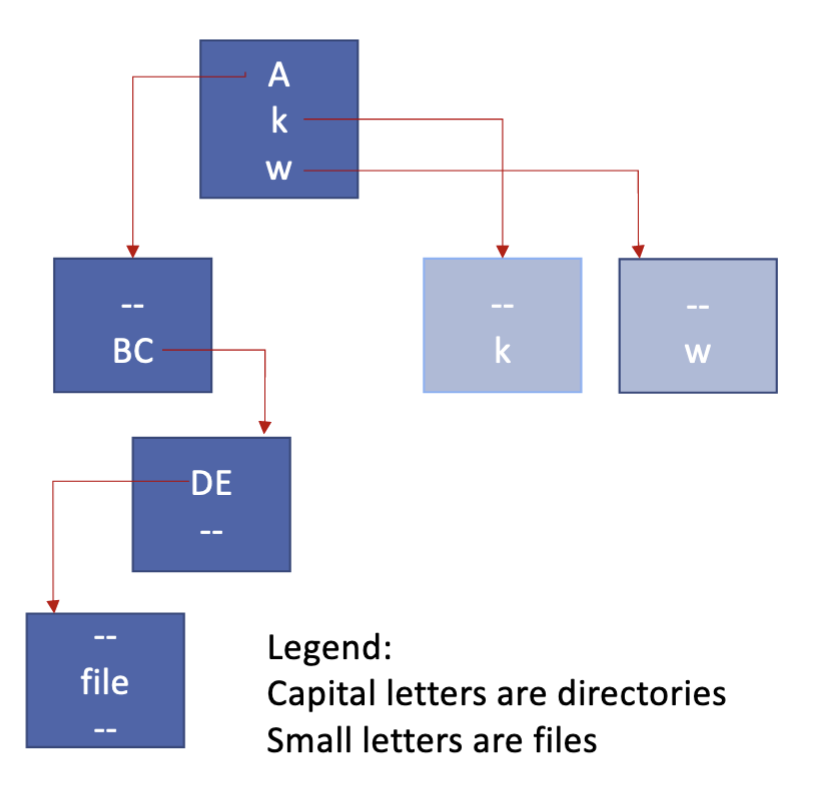 A
k
w
--
BC
--
k
--
w
DE
--
--
file
--
Legend:
Capital letters are directories
Small letters are files